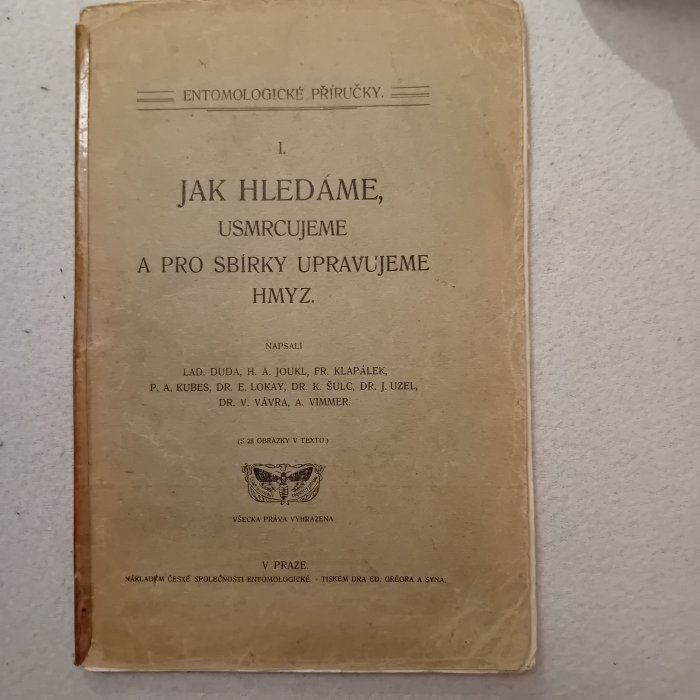 ENTOMOLOGICKÉ PŘÍRUČKY.
I.
JAK HLEDÁME,
USMRCUJEME
A PRO SBÍRKY UPRAVUJEME
HMYZ.
NAPSALI
LAD. DUDA, H. A. JOUKL, FR. KLAPÁLEK,
P. A. KUBES, DR. E. LOKAY, DR. K. ŠULC, DR. J. UZEL,
DR. V. VÁVRA, A. VIMMER.
(S 28 OBRÁZKY V TEXTU.)
VŠECKA PRÁVA VYHRAZENA
V PRAZE.
NÁKLADEM ČESKÉ SPOLEČNOSTI ENTOMOLOGICKÉ. - TISKEM DRA ED. GRÉGRA A SYNA.